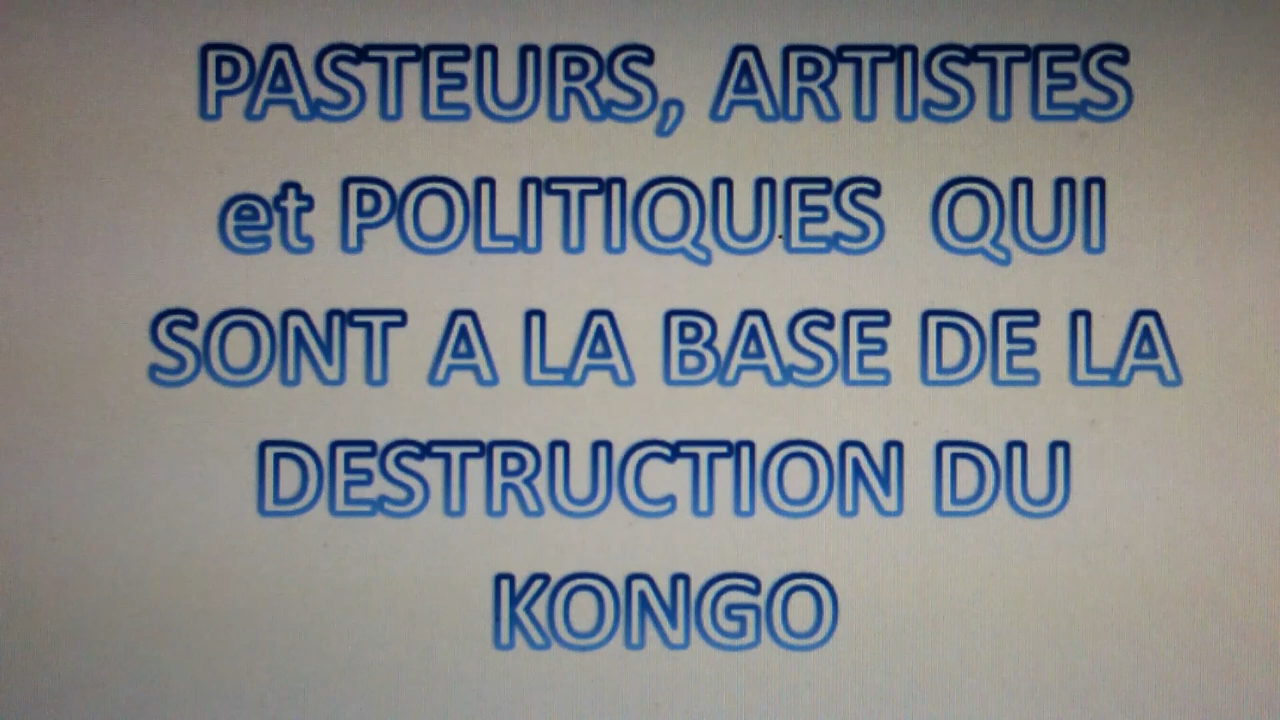 PASTEURS, ARTISTES
et POLITIQUES QUI
SONT A LA BASE DE LA
DESTRUCTION DU
KONGO